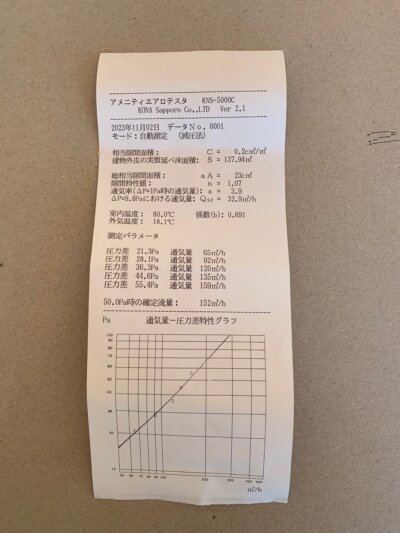 アメニティエアロテスタ KNS-5000C
KONA Sapporo Co,.LTD Ver 2.1
2023年11月02日 データNo. 0001
モード: 自動測定 (減圧法)
相当隙間面積: C = 0.2c㎡/㎡
建物外皮の実質延べ床面積: S = 137.94㎡
総相当隙間面積: αA = 23c㎡
隙間特性値: n = 1.07
通気率(ΔP=1Pa時の通気量): a = 3.9
ΔP=9.8Paにおける通気量: Q9.8 = 32.9㎥/h
室内温度: 80.0℃ 係数(b): 0.691
外気温度: 18.1℃
測定パラメータ
圧力差 21.3Pa 通気量 65㎥/h
圧力差 28.1Pa 通気量 92㎥/h
圧力差 36.3Pa 通気量 120㎥/h
圧力差 44.6Pa 通気量 135㎥/h
圧力差 55.4Pa 通気量 159㎥/h
50.0Pa時の確定流量: 152㎥/h
Pa 通気量-圧力差特性グラフ
㎥/h